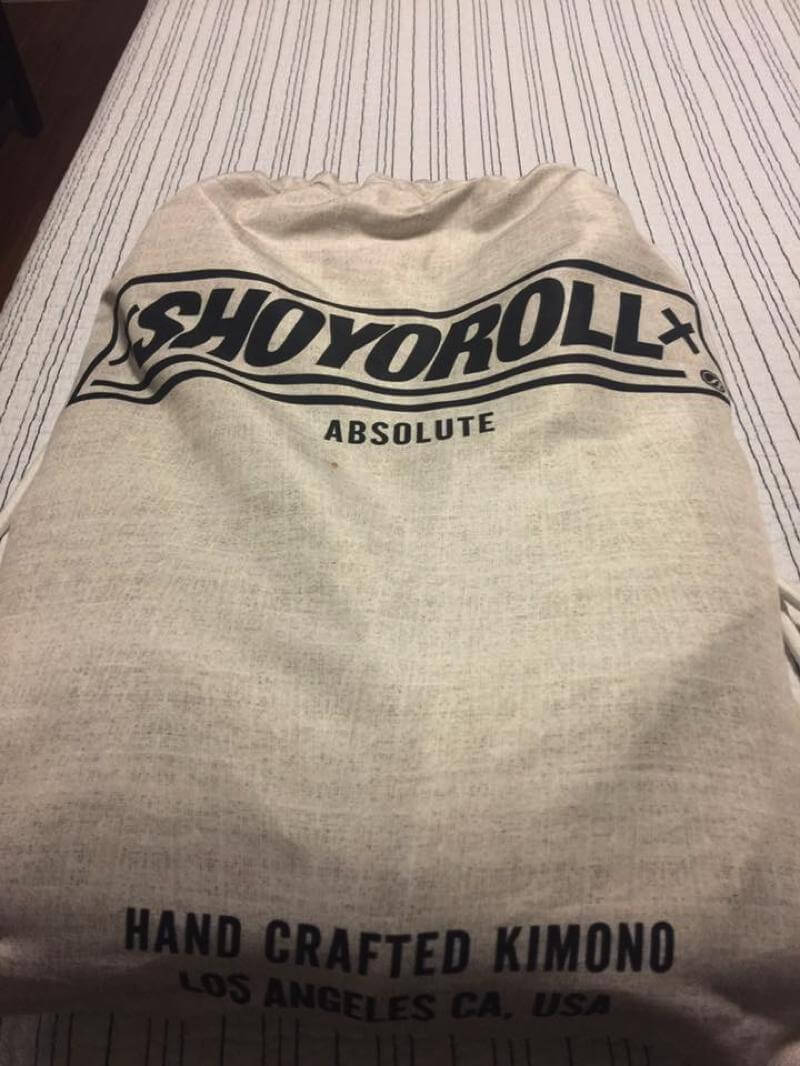 SHOYOROLL
ABSOLUTE
HAND CRAFTED KIMONO
LOS ANGELES CA, USA